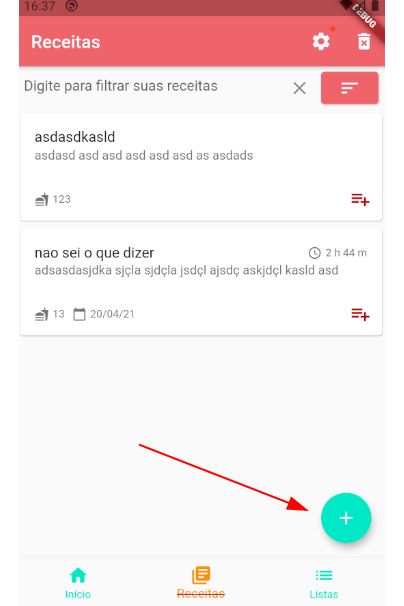 16:37
DEBUG
Receitas
Digite para filtrar suas receitas
asdasdkasld
asdasd asd asd asd asd asd as asdads
123
nao sei o que dizer
2 h 44 m
adsasdasjdka sjçla sjdçla jsdçl ajsdç askjdçl kasld asd
13 20/04/21
Início
Receitas
Listas